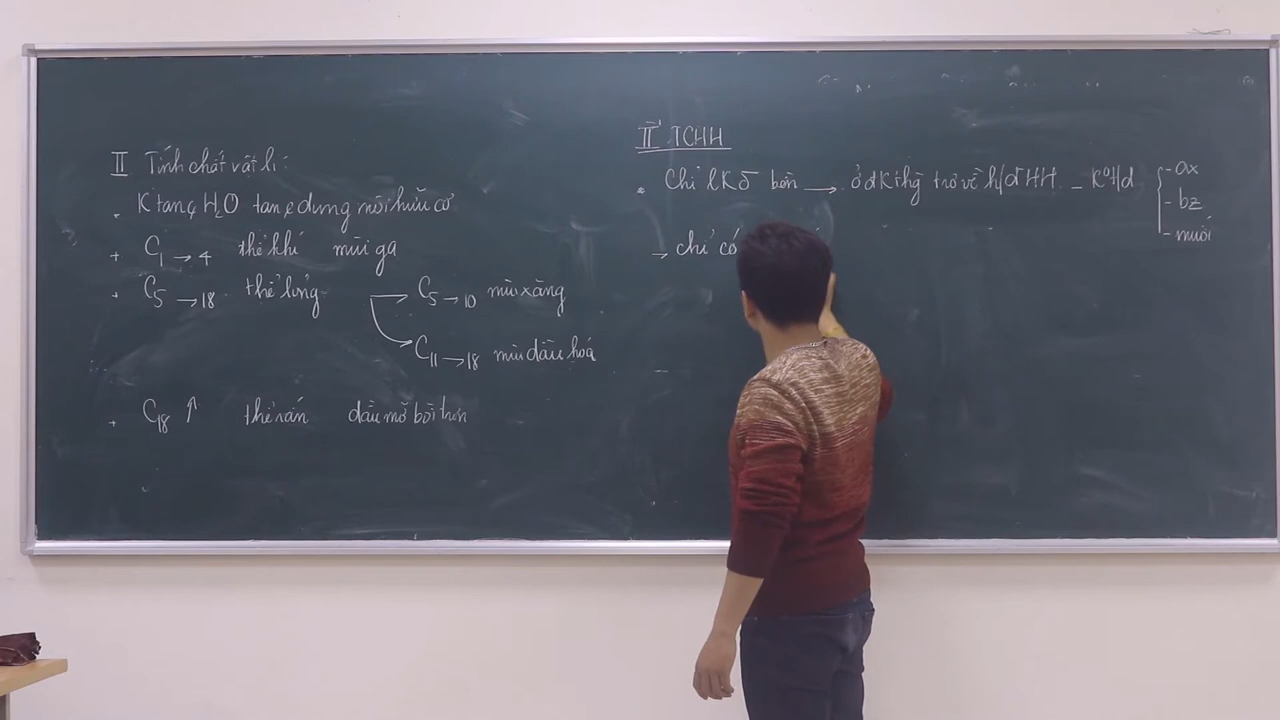 II Tính chất vật lí:
K tan H₂O tan dung môi hữu cơ
+ C₁→₄ thể khí mùi ga
+ C₅→₁₈ thể lỏng C₅→₁₀ mùi xăng
C₁₁→₁₈ mùi dầu hoả
+ C₁₈ ↑ thể rắn dầu mỡ bôi trơn
III TCHH
* Chỉ lk δ bền → ở đk thg trơ về h/đ HH - K⁰ t/d
- ax
- bz
- muối
→ chỉ có